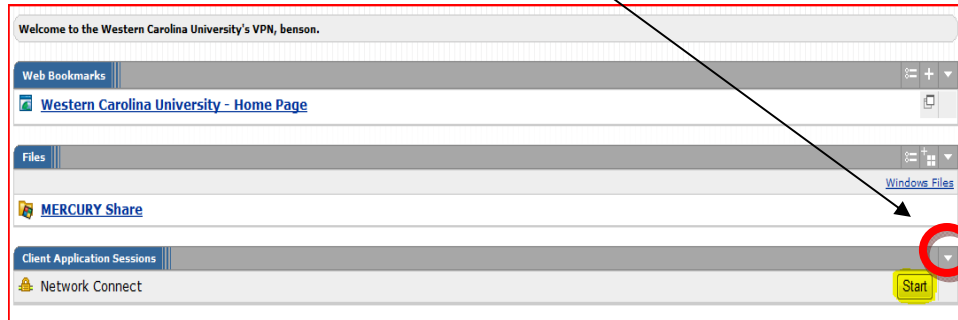 Welcome to the Western Carolina University's VPN, benson.
Web Bookmarks
Western Carolina University - Home Page
Files
Windows Files
MERCURY Share
Client Application Sessions
Network Connect
Start